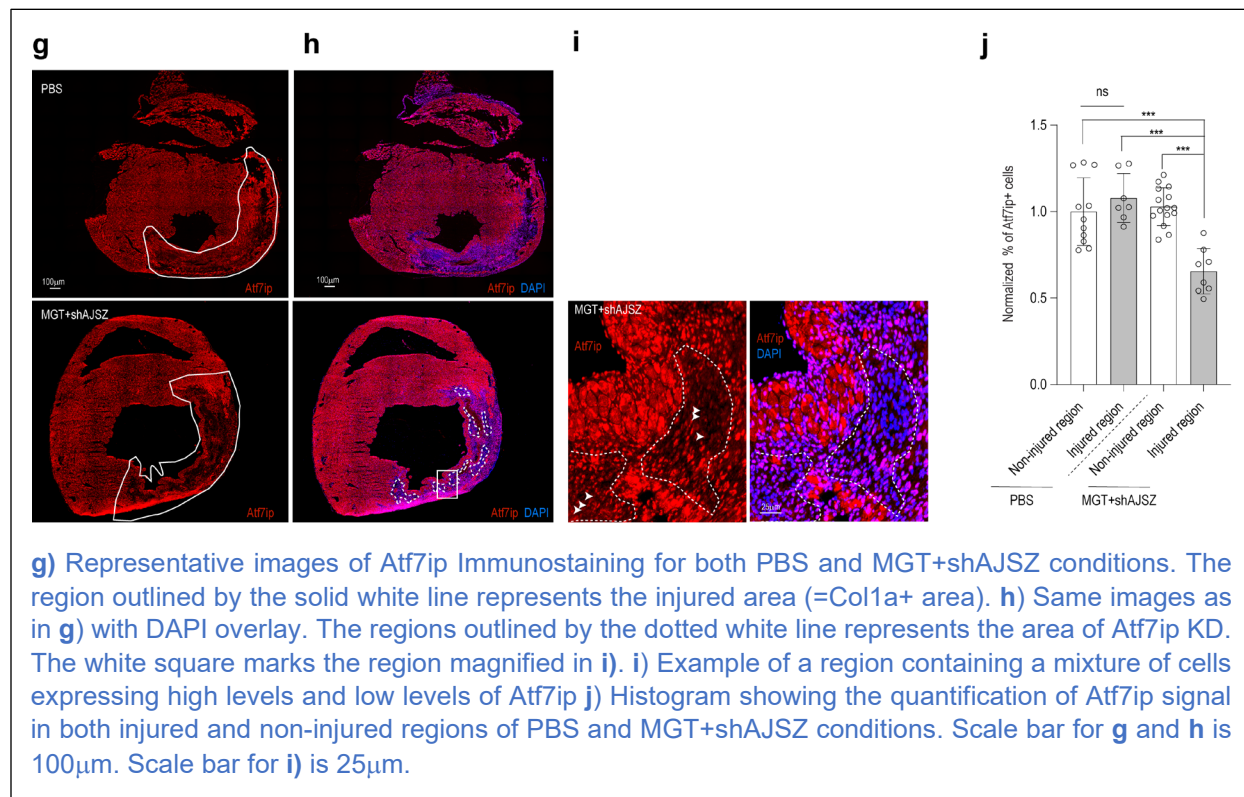 g
h
i
j
PBS
100µm
Atf7ip
100µm
Atf7ip DAPI
MGT+shAJSZ
Atf7ip
Atf7ip DAPI
MGT+shAJSZ
Atf7ip
Atf7ip
DAPI
25µm
ns
***
***
***
Normalized % of Atf7ip+ cells
1.5
1.0
0.5
0.0
Non-injured region
Injured region
Non-injured region
Injured region
PBS
MGT+shAJSZ
g) Representative images of Atf7ip Immunostaining for both PBS and MGT+shAJSZ conditions. The
region outlined by the solid white line represents the injured area (=Col1a+ area). h) Same images as
in g) with DAPI overlay. The regions outlined by the dotted white line represents the area of Atf7ip KD.
The white square marks the region magnified in i). i) Example of a region containing a mixture of cells
expressing high levels and low levels of Atf7ip j) Histogram showing the quantification of Atf7ip signal
in both injured and non-injured regions of PBS and MGT+shAJSZ conditions. Scale bar for g and h is
100µm. Scale bar for i) is 25µm.